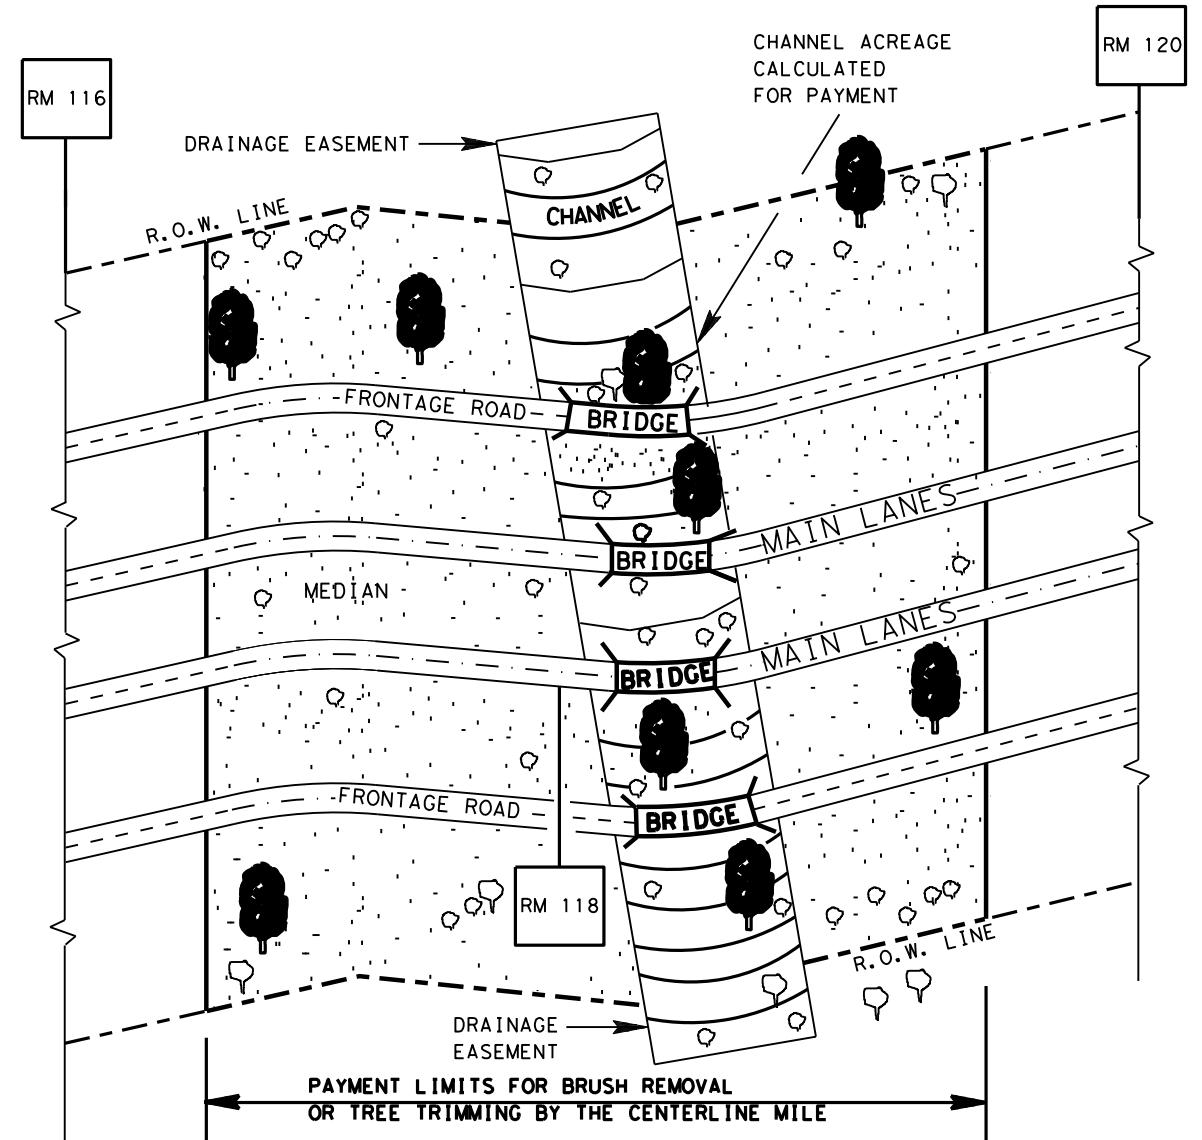 RM 120
CHANNEL ACREAGE
CALCULATED
FOR PAYMENT
RM 116
DRAINAGE EASEMENT
R.O.W. LINE
CHANNEL
FRONTAGE ROAD
BRIDGE
MAIN LANES
BRIDGE
MEDIAN
MAIN LANES
BRIDGE
FRONTAGE ROAD
BRIDGE
RM 118
R.O.W. LINE
DRAINAGE
EASEMENT
PAYMENT LIMITS FOR BRUSH REMOVAL
OR TREE TRIMMING BY THE CENTERLINE MILE